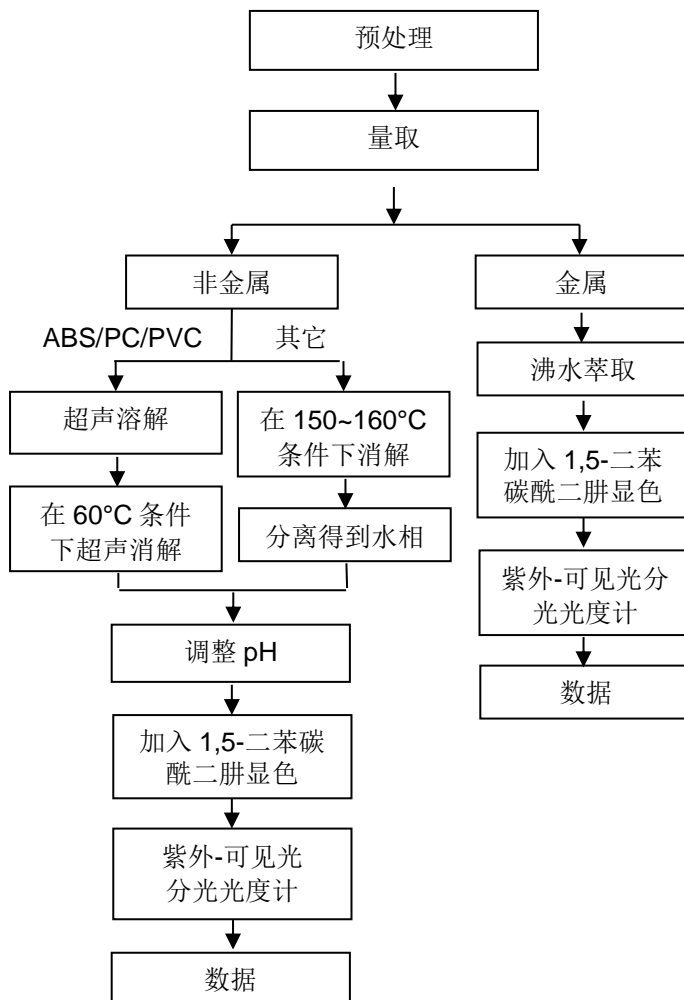 预处理
量取
非金属
金属
ABS/PC/PVC
其它
沸水萃取
超声溶解
在 150~160°C
条件下消解
加入 1,5-二苯
碳酰二肼显色
在 60°C 条件
下超声消解
分离得到水相
紫外-可见光分
光光度计
调整 pH
数据
加入 1,5-二苯碳
酰二肼显色
紫外-可见光
分光光度计
数据